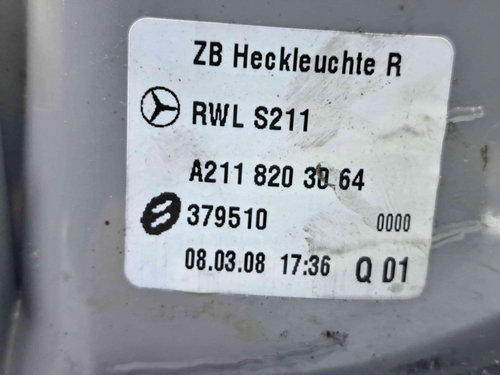 ZB Heckleuchte R
RWL S211
A211 820 30 64
379510 0000
08.03.08 17:36 Q 01